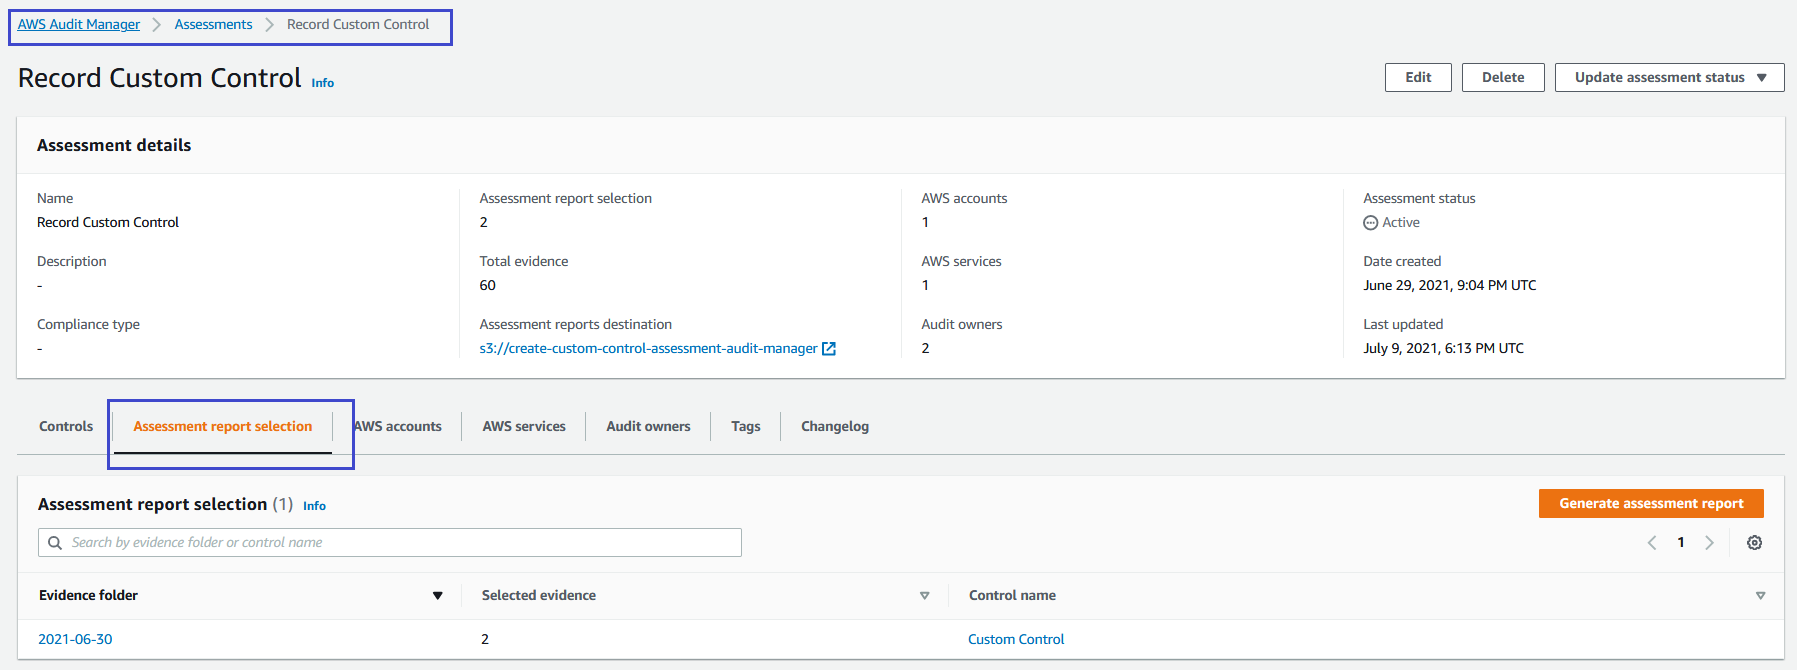 AWS Audit Manager > Assessments > Record Custom Control
Record Custom Control Info
Edit
Delete
Update assessment status
Assessment details
Name
Record Custom Control
Description
-
Compliance type
-
Assessment report selection
2
Total evidence
60
Assessment reports destination
s3://create-custom-control-assessment-audit-manager
AWS accounts
1
AWS services
1
Audit owners
2
Assessment status
Active
Date created
June 29, 2021, 9:04 PM UTC
Last updated
July 9, 2021, 6:13 PM UTC
Controls
Assessment report selection
AWS accounts
AWS services
Audit owners
Tags
Changelog
Assessment report selection (1) Info
Generate assessment report
Search by evidence folder or control name
1
Evidence folder
Selected evidence
Control name
2021-06-30
2
Custom Control